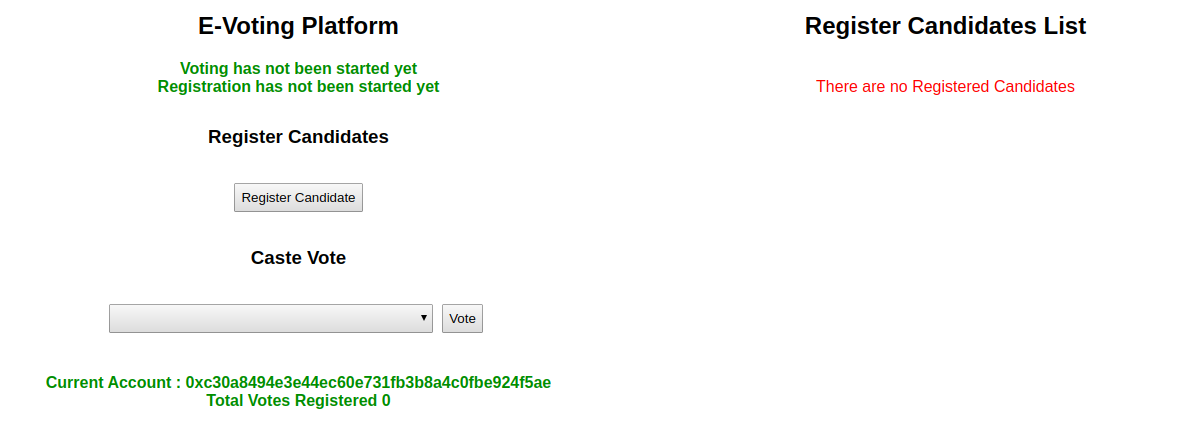 E-Voting Platform
Voting has not been started yet
Registration has not been started yet
Register Candidates
Register Candidate
Caste Vote
Vote
Current Account : 0xc30a8494e3e44ec60e731fb3b8a4c0fbe924f5ae
Total Votes Registered 0
Register Candidates List
There are no Registered Candidates